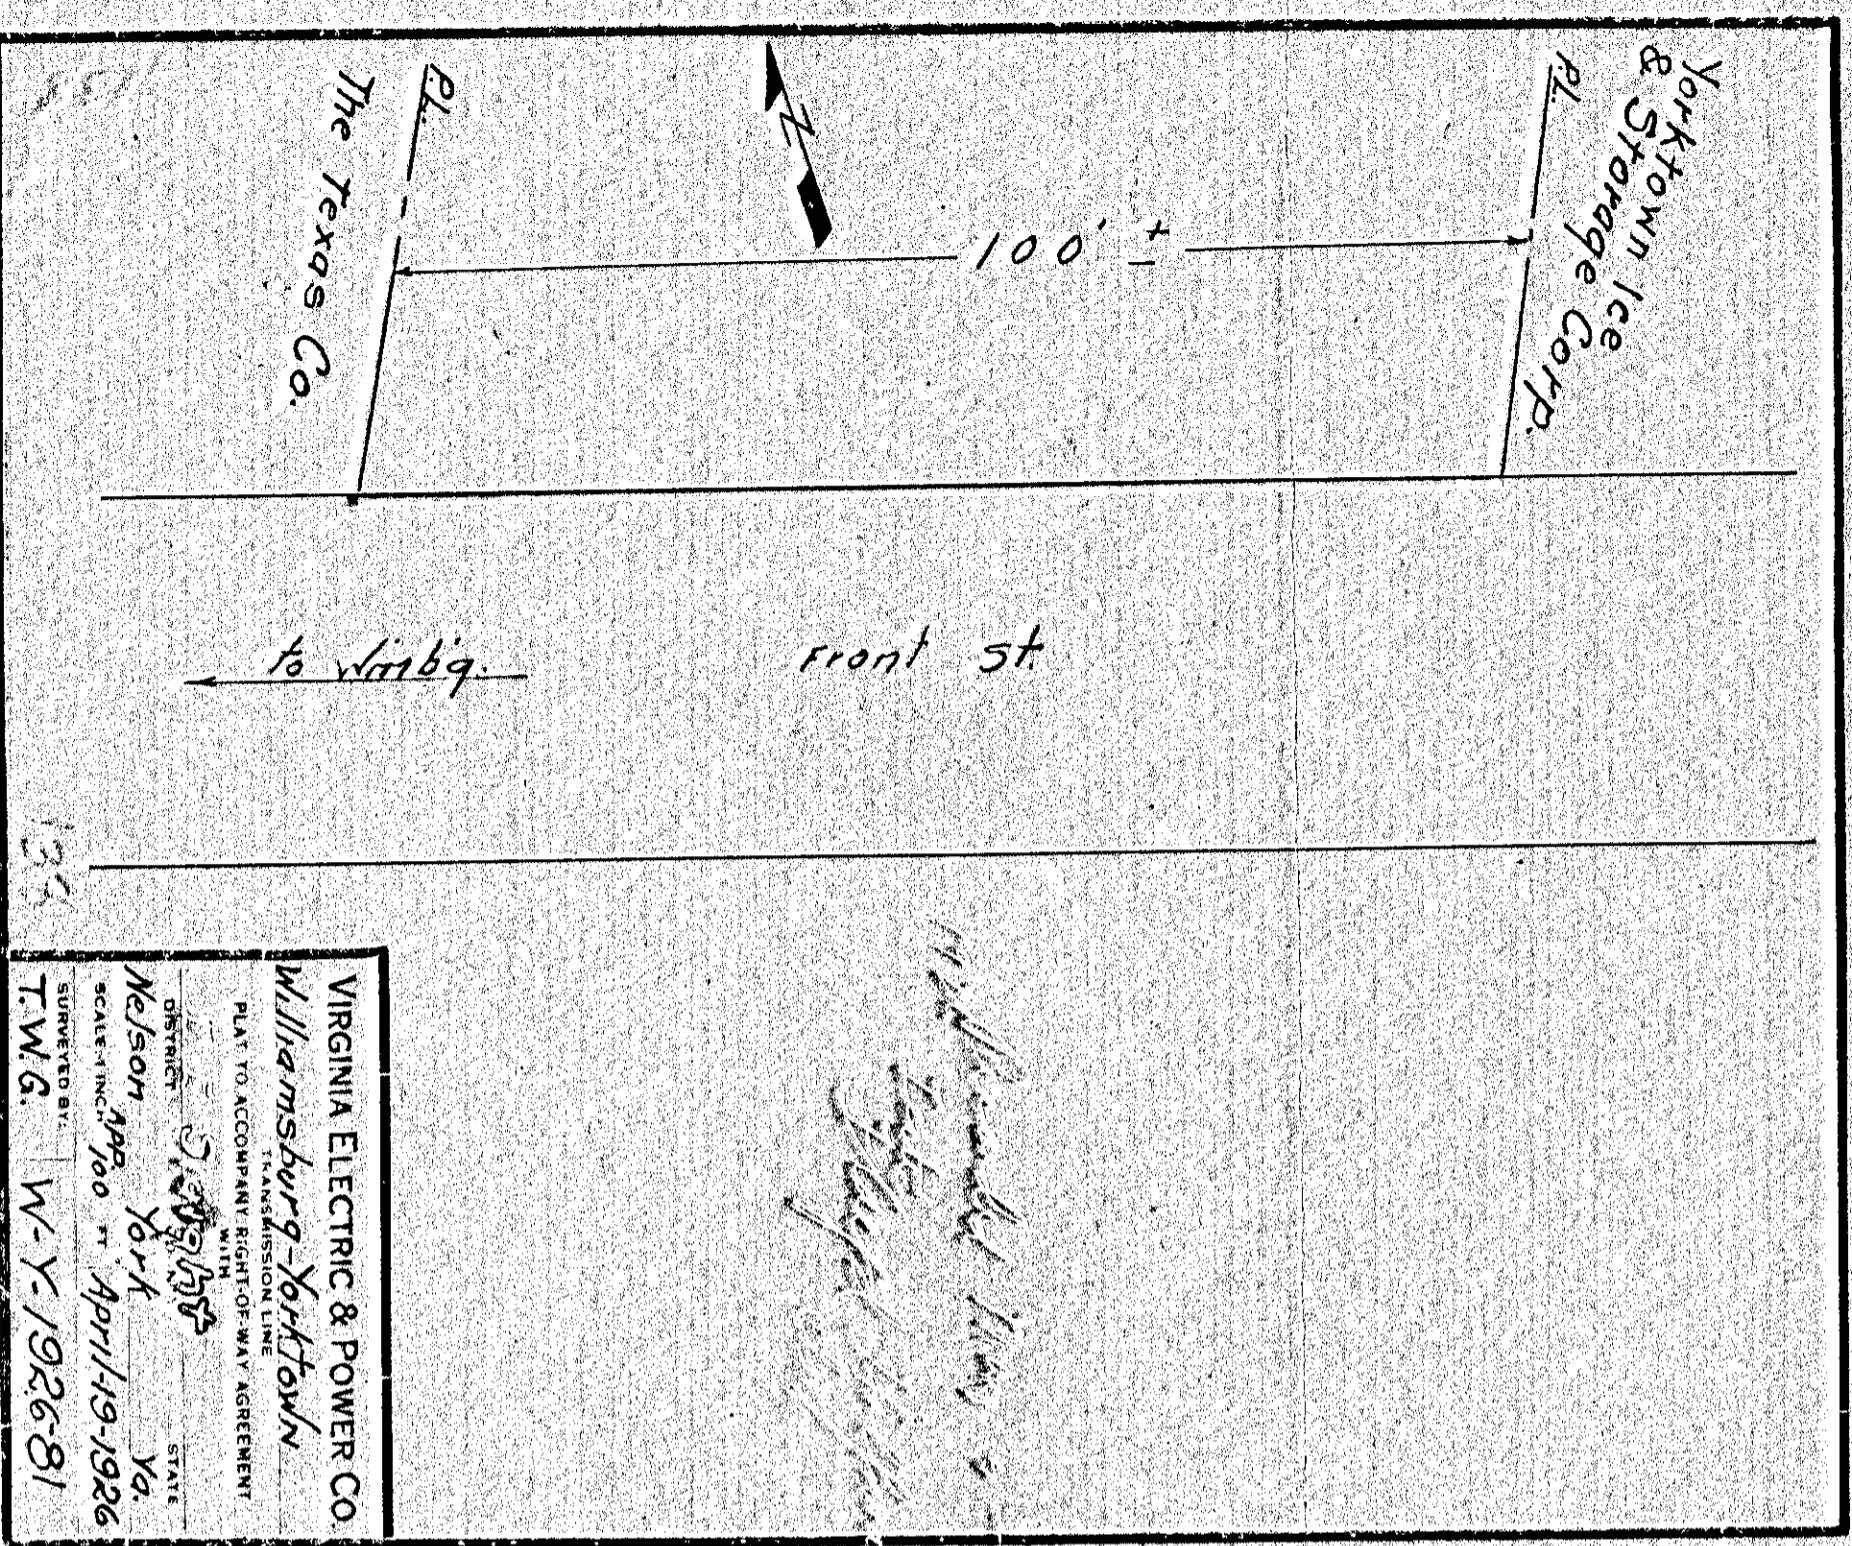 Yorktown Ice
& Storage Corp.
P.L.
100' ±
P.L.
The Texas Co.
to Wmb'g.
Front St.
VIRGINIA ELECTRIC & POWER CO.
Williamsburg-Yorktown
TRANSMISSION LINE
PLAT TO ACCOMPANY RIGHT-OF-WAY AGREEMENT
WITH
DISTRICT
STATE
Nelson York Va.
SCALE-1 INCH APP. 100 FT April-19-1926
SURVEYED BY:
T.W.G. W-Y-1926-81